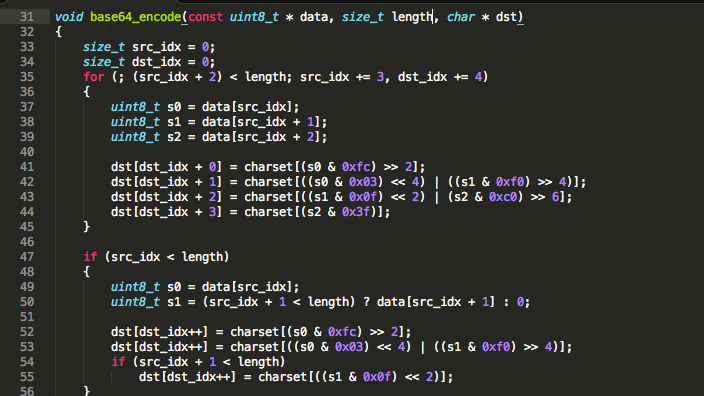 31 void base64_encode(const uint8_t * data, size_t length, char * dst)
32 {
33 size_t src_idx = 0;
34 size_t dst_idx = 0;
35 for (; (src_idx + 2) < length; src_idx += 3, dst_idx += 4)
36 {
37 uint8_t s0 = data[src_idx];
38 uint8_t s1 = data[src_idx + 1];
39 uint8_t s2 = data[src_idx + 2];
40
41 dst[dst_idx + 0] = charset[(s0 & 0xfc) >> 2];
42 dst[dst_idx + 1] = charset[((s0 & 0x03) << 4) | ((s1 & 0xf0) >> 4)];
43 dst[dst_idx + 2] = charset[((s1 & 0x0f) << 2) | (s2 & 0xc0) >> 6];
44 dst[dst_idx + 3] = charset[(s2 & 0x3f)];
45 }
46
47 if (src_idx < length)
48 {
49 uint8_t s0 = data[src_idx];
50 uint8_t s1 = (src_idx + 1 < length) ? data[src_idx + 1] : 0;
51
52 dst[dst_idx++] = charset[(s0 & 0xfc) >> 2];
53 dst[dst_idx++] = charset[((s0 & 0x03) << 4) | ((s1 & 0xf0) >> 4)];
54 if (src_idx + 1 < length)
55 dst[dst_idx++] = charset[((s1 & 0x0f) << 2)];
56 }